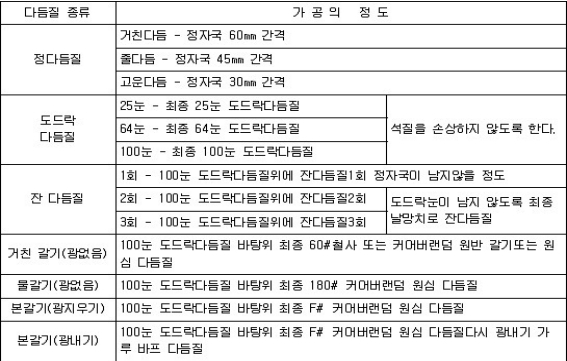 다듬질 종류
가 공 의 정 도
정다듬질
거친다듬 - 정자국 60mm 간격
줄다듬 - 정자국 45mm 간격
고운다듬 - 정자국 30mm 간격
도드락
다듬질
25눈 - 최종 25눈 도드락다듬질
64눈 - 최종 64눈 도드락다듬질
100눈 - 최종 100눈 도드락다듬질
석질을 손상하지 않도록 한다.
잔 다듬질
1회 - 100눈 도드락다듬질위에 잔다듬질1회 정자국이 남지않을 정도
2회 - 100눈 도드락다듬질위에 잔다듬질2회
3회 - 100눈 도드락다듬질위에 잔다듬질3회
도드락눈이 남지 않도록 최종
날망치로 잔다듬질
거친 갈기(광없음)
100눈 도드락다듬질 바탕위 최종 60#철사 또는 커어버랜덤 원반 갈기또는 원
심 다듬질
물갈기(광없음)
100눈 도드락다듬질 바탕위 최종 180# 커어버랜덤 원심 다듬질
본갈기(광지우기)
100눈 도드락다듬질 바탕위 최종 F# 커어버랜덤 원심 다듬질
본갈기(광내기)
100눈 도드락다듬질 바탕위 최종 F# 커어버랜덤 원심 다듬질다시 광내기 가
루 바프 다듬질